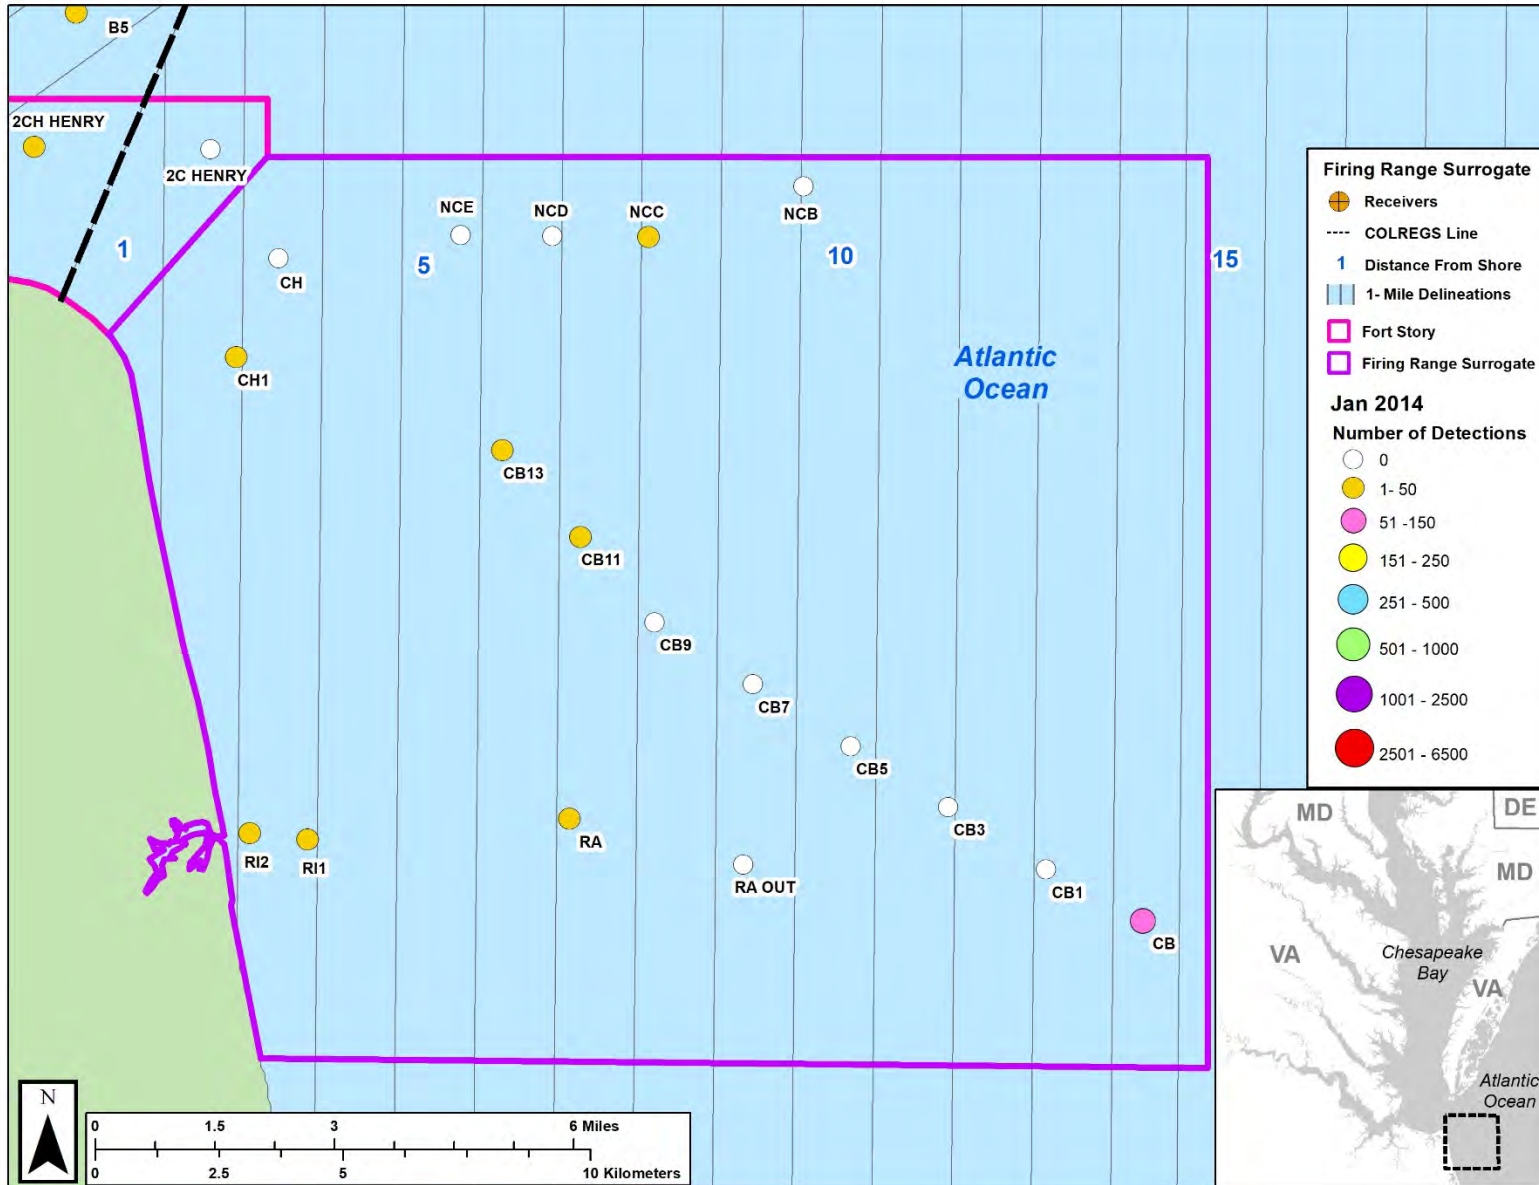 B5
2CH HENRY
2C HENRY
NCE
NCD
NCC
NCB
1
5
10
15
CH
CH1
Atlantic
Ocean
CB13
CB11
CB9
CB7
CB5
CB3
CB1
CB
RI2
RI1
RA
RA OUT
Firing Range Surrogate
Receivers
COLREGS Line
1 Distance From Shore
1- Mile Delineations
Fort Story
Firing Range Surrogate
Jan 2014
Number of Detections
0
1- 50
51 -150
151 - 250
251 - 500
501 - 1000
1001 - 2500
2501 - 6500
MD
DE
MD
VA
Chesapeake
Bay
VA
Atlantic
Ocean
N
0 1.5 3 6 Miles
0 2.5 5 10 Kilometers